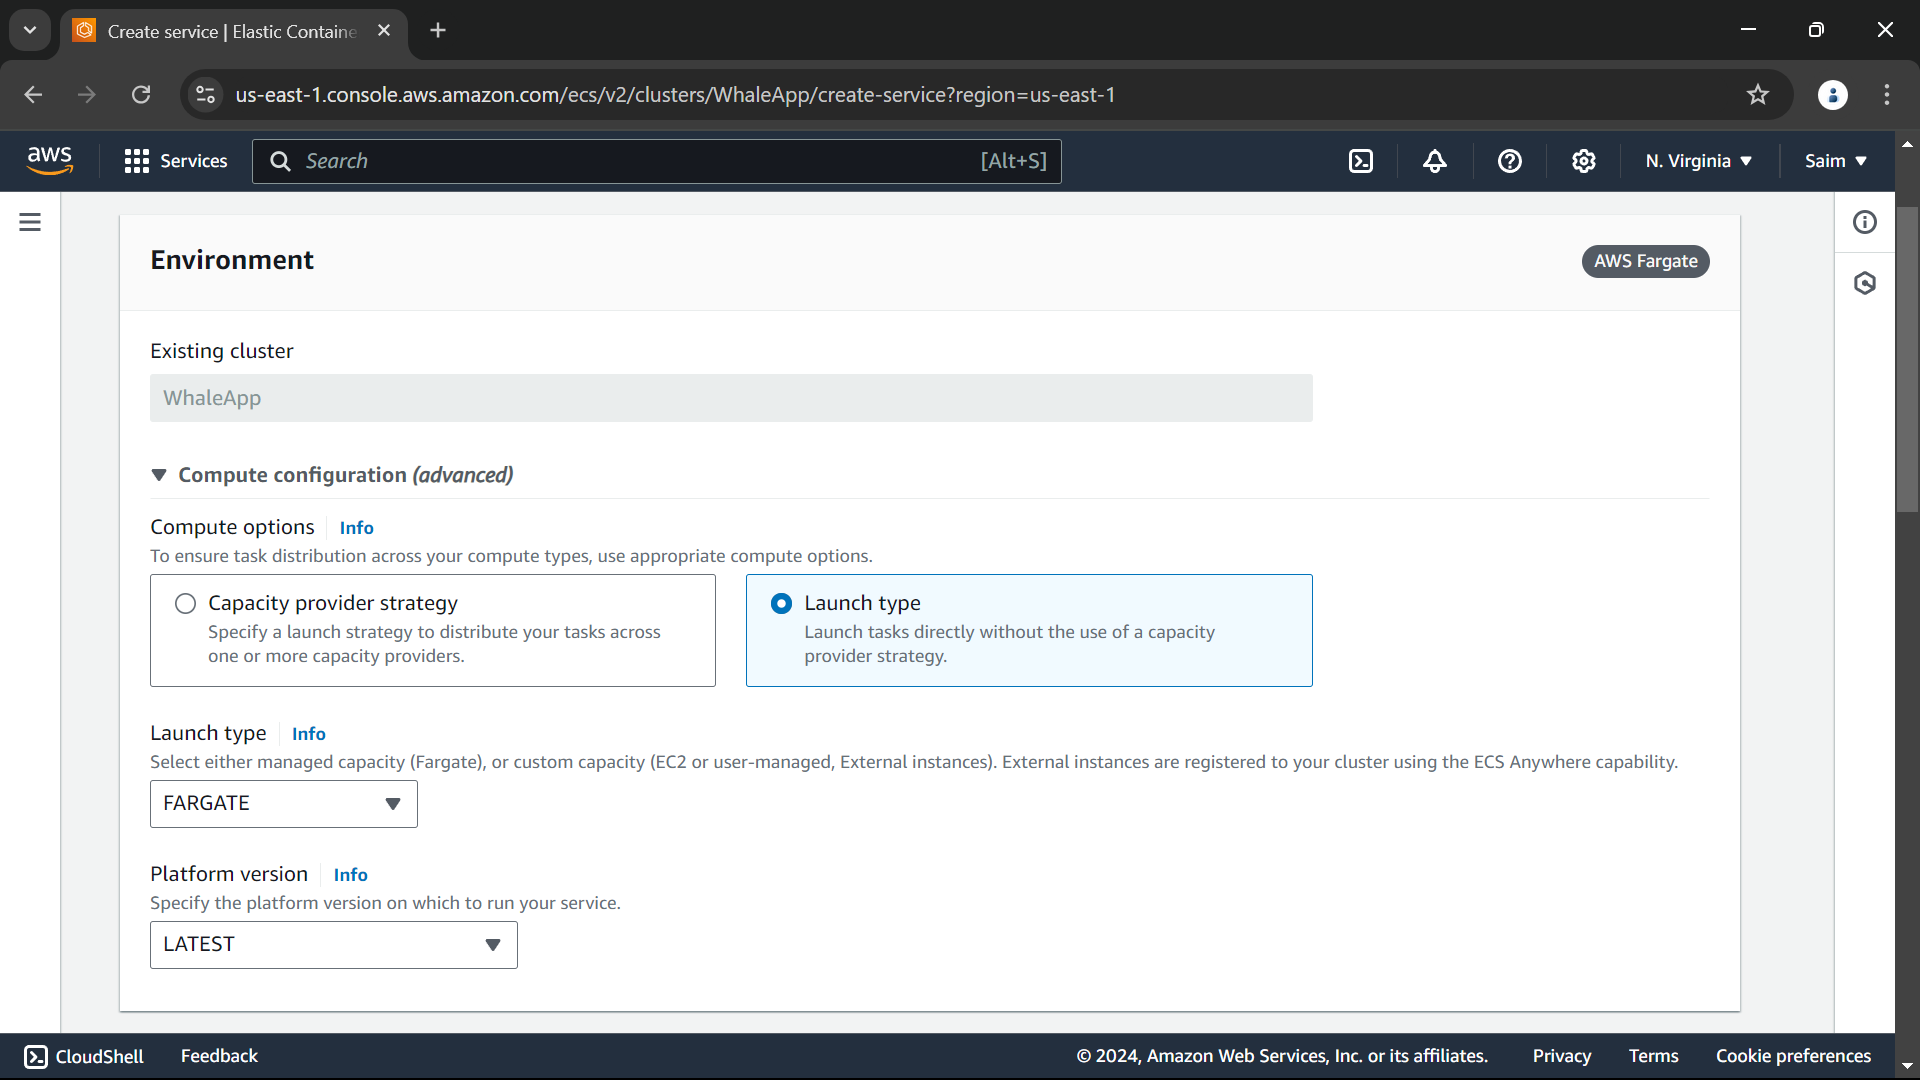 Create service | Elastic Containe
us-east-1.console.aws.amazon.com/ecs/v2/clusters/WhaleApp/create-service?region=us-east-1
aws
Services
Search
[Alt+S]
N. Virginia
Saim
Environment
AWS Fargate
Existing cluster
WhaleApp
Compute configuration (advanced)
Compute options
Info
To ensure task distribution across your compute types, use appropriate compute options.
Capacity provider strategy
Specify a launch strategy to distribute your tasks across
one or more capacity providers.
Launch type
Launch tasks directly without the use of a capacity
provider strategy.
Launch type
Info
Select either managed capacity (Fargate), or custom capacity (EC2 or user-managed, External instances). External instances are registered to your cluster using the ECS Anywhere capability.
FARGATE
Platform version
Info
Specify the platform version on which to run your service.
LATEST
CloudShell
Feedback
© 2024, Amazon Web Services, Inc. or its affiliates.
Privacy
Terms
Cookie preferences